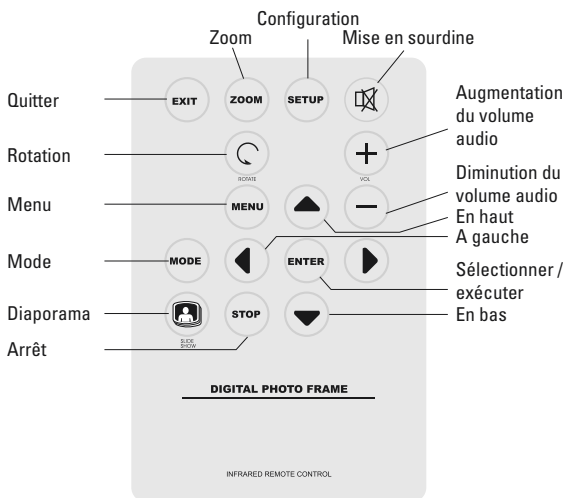 Configuration
Zoom
Mise en sourdine
Quitter
EXIT
ZOOM
SETUP
Augmentation
du volume
audio
Rotation
ROTATE
VOL
Diminution du
volume audio
Menu
MENU
En haut
A gauche
Mode
MODE
ENTER
Sélectionner /
exécuter
Diaporama
SLIDE
SHOW
STOP
En bas
Arrêt
DIGITAL PHOTO FRAME
INFRARED REMOTE CONTROL